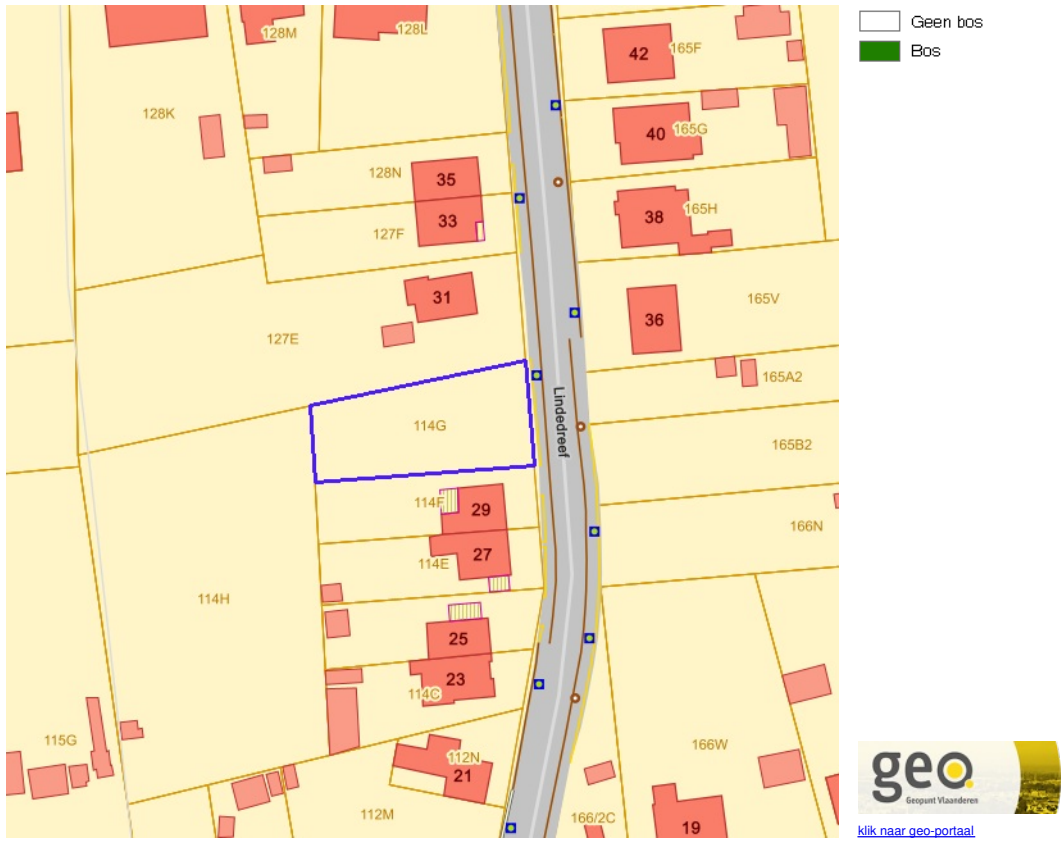 128M
128L
42
165F
128K
40
165G
128N
35
38
165H
33
127F
31
165V
36
127E
165A2
Lindedreef
114G
165B2
114F
29
166N
27
114E
114H
25
23
114C
115G
112N
21
166W
112M
166/2C
19
Geen bos
Bos
geo.
Geopunt Vlaanderen
klik naar geo-portaal